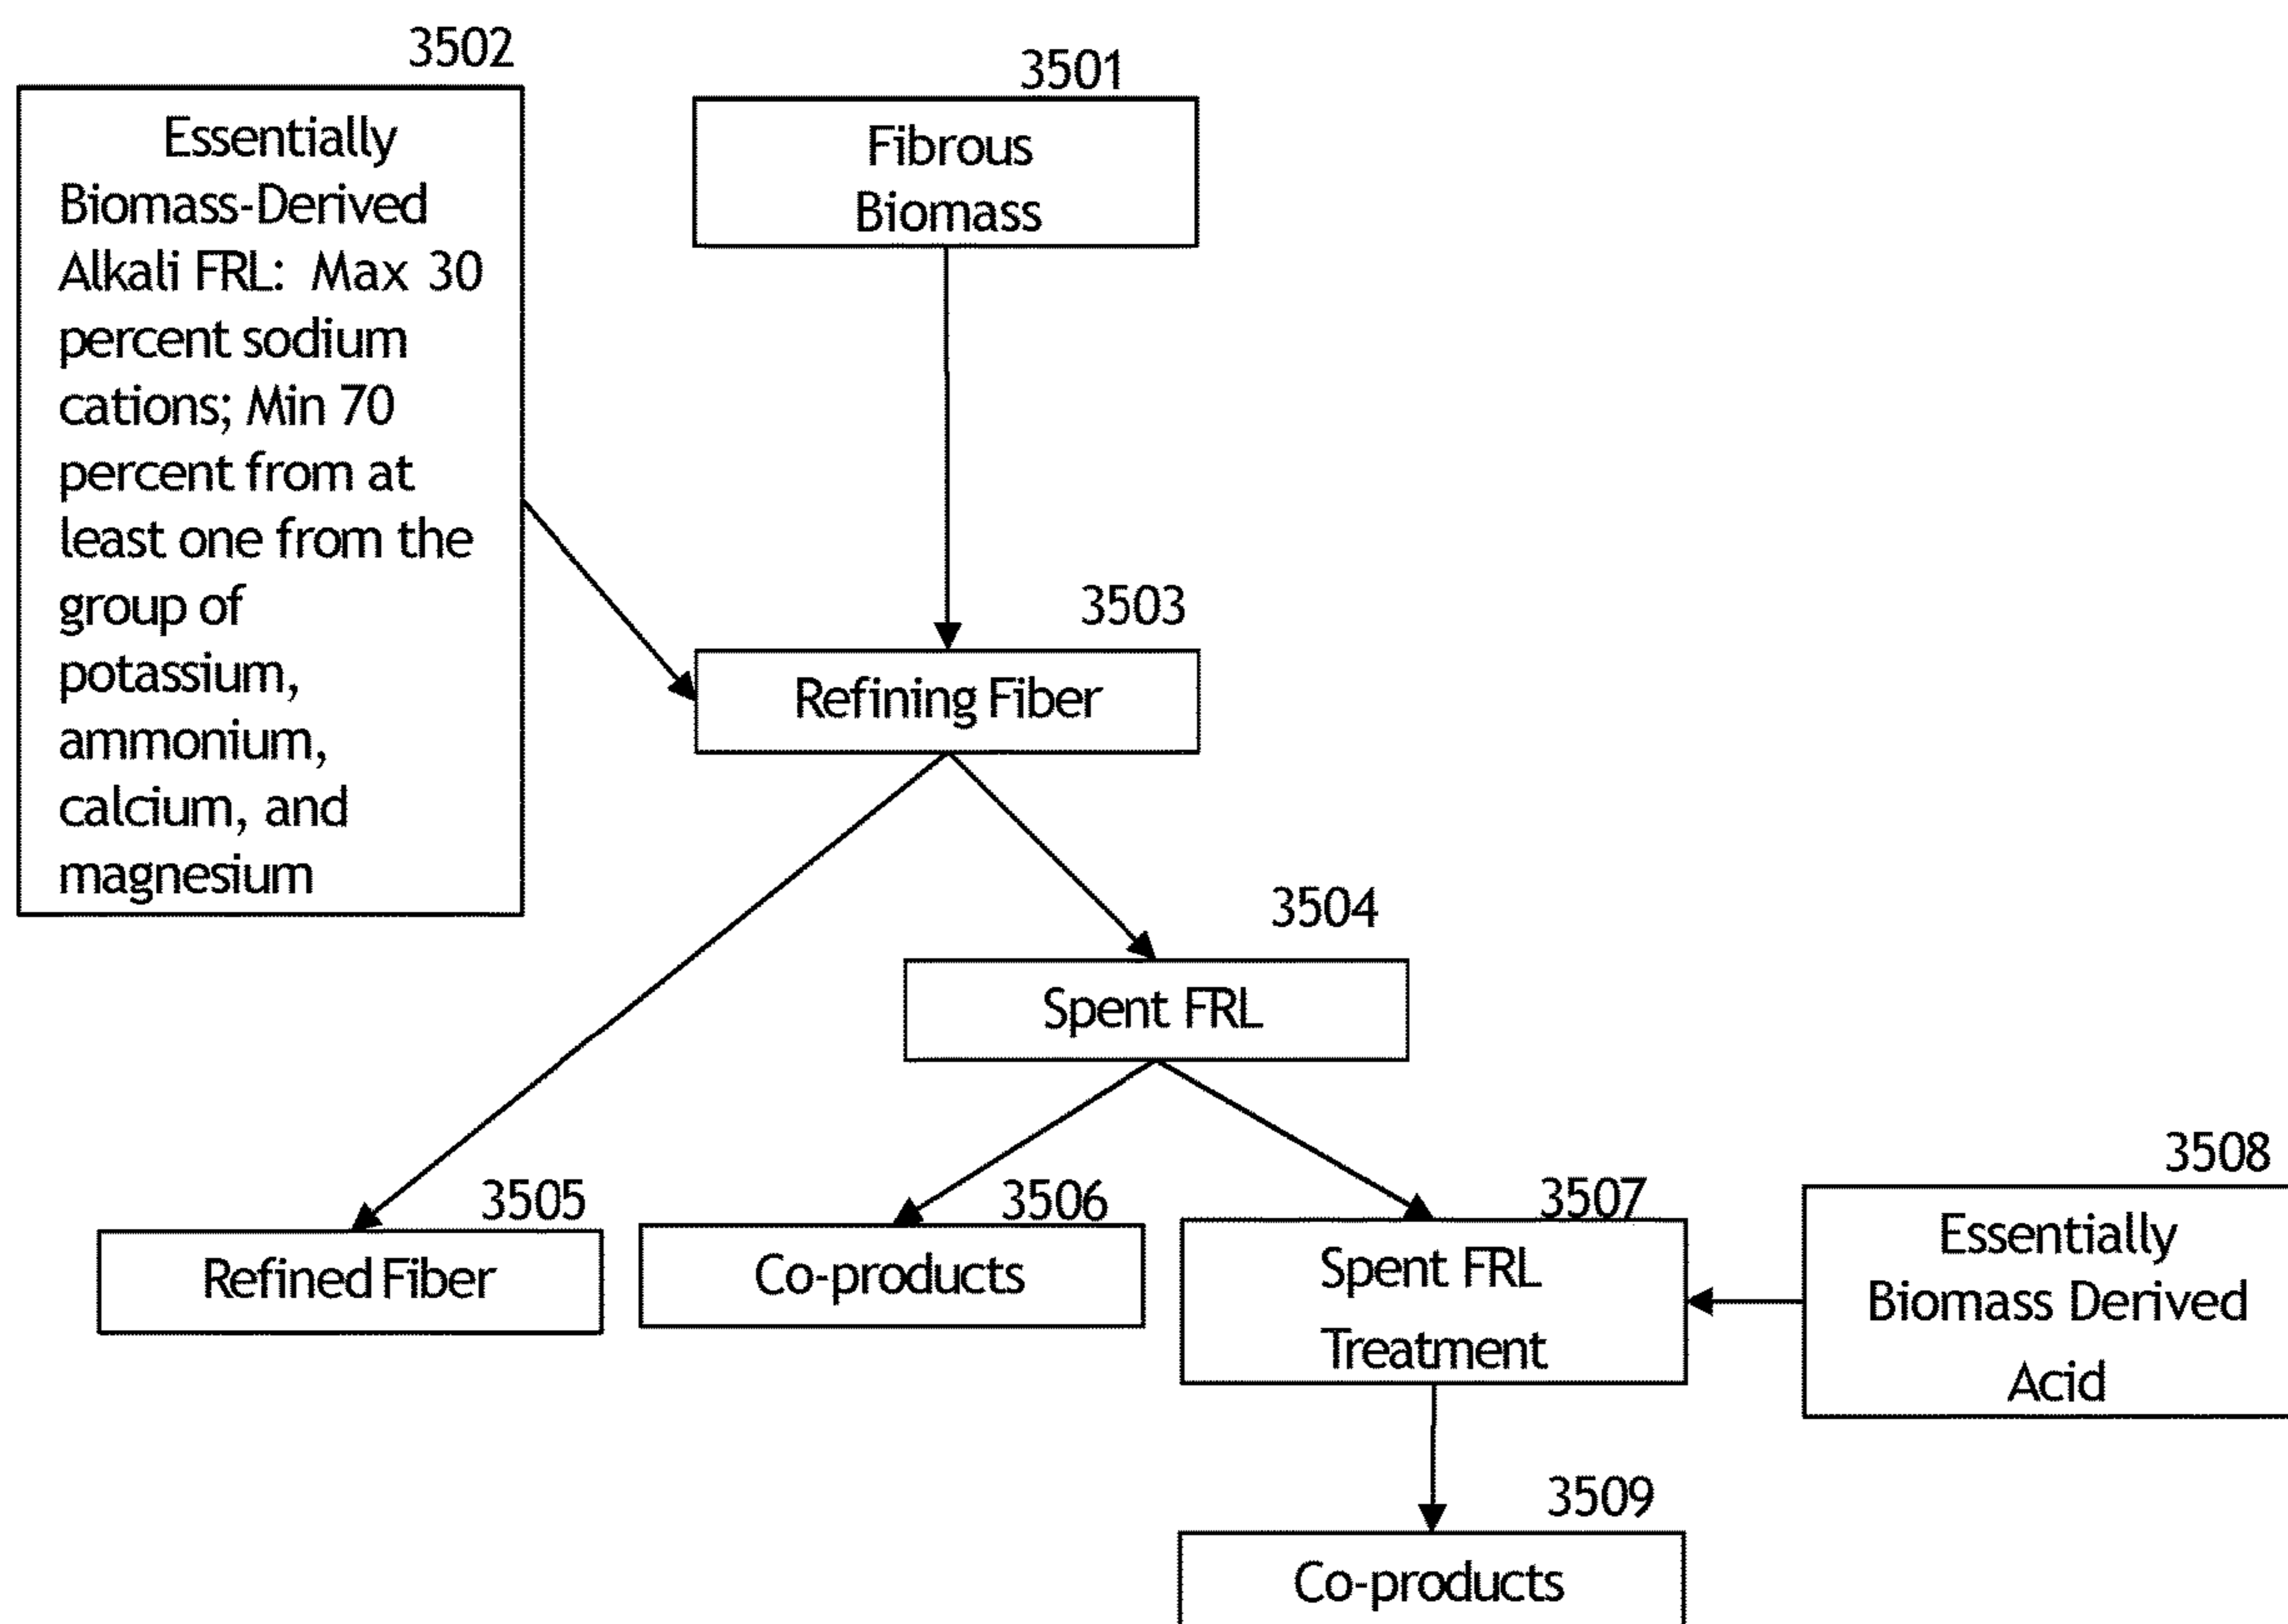 3502
Essentially
Biomass-Derived
Alkali FRL: Max 30
percent sodium
cations; Min 70
percent from at
least one from the
group of
potassium,
ammonium,
calcium, and
magnesium
3501
Fibrous
Biomass
3503
Refining Fiber
3504
Spent FRL
3505
Refined Fiber
3506
Co-products
3507
Spent FRL
Treatment
3508
Essentially
Biomass Derived
Acid
3509
Co-products